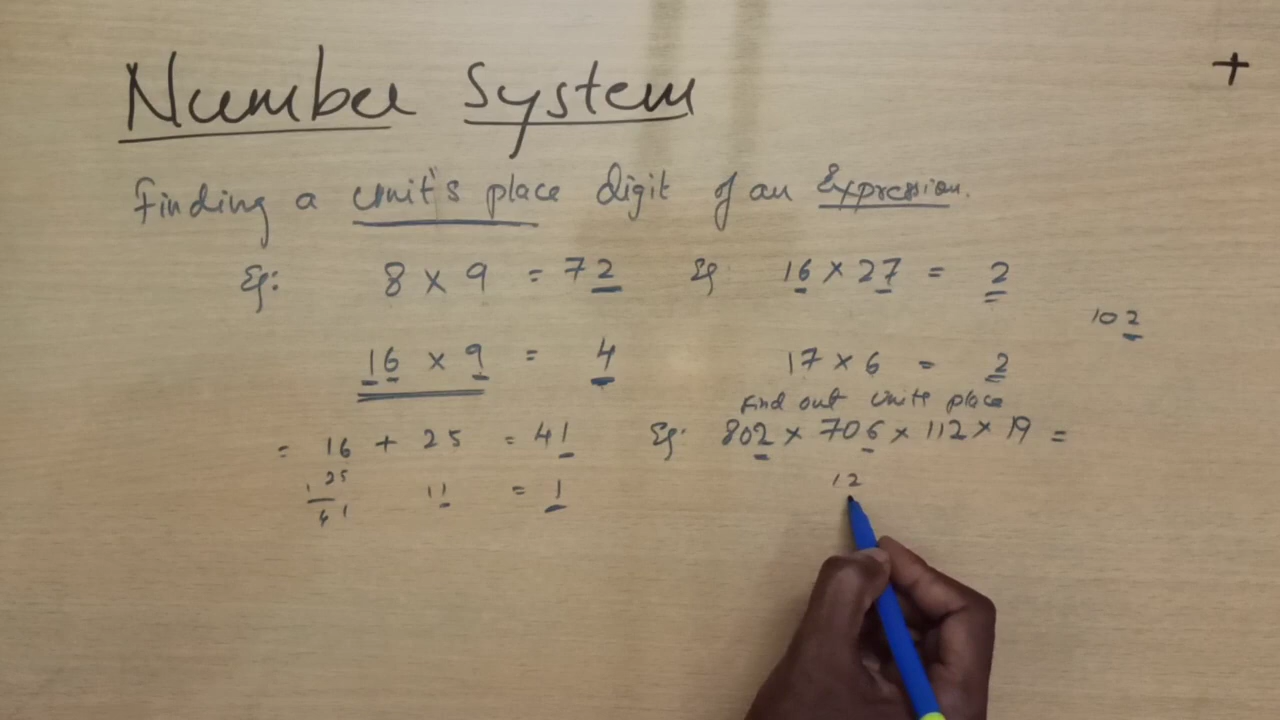 Number System
+
Finding a Unit's place digit of an Expression.
Eg: 8 × 9 = 72
Eg 16 × 27 = 2
102
16 × 9 = 4
17 × 6 = 2
Find out Units place
= 16 + 25 = 41
Eg: 802 × 706 × 112 × 19 =
25
1
41
11 = 1
12